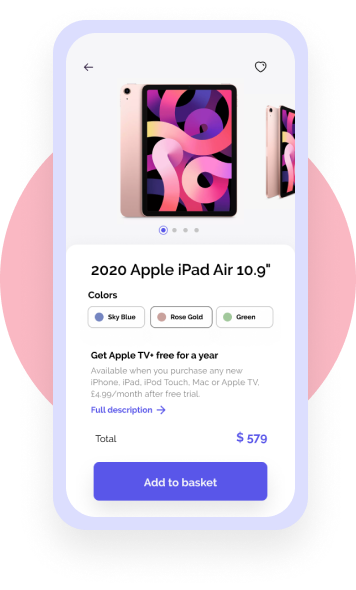 2020 Apple iPad Air 10.9"
Colors
Sky Blue
Rose Gold
Green
Get Apple TV+ free for a year
Available when you purchase any new
iPhone, iPad, iPod Touch, Mac or Apple TV,
£4.99/month after free trial.
Full description
Total
$ 579
Add to basket